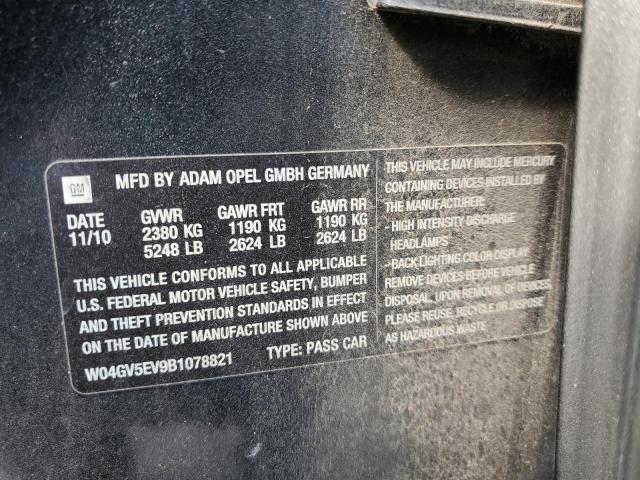 GM
MFD BY ADAM OPEL GMBH GERMANY
DATE GVWR GAWR FRT GAWR RR
11/10 2380 KG 1190 KG 1190 KG
5248 LB 2624 LB 2624 LB
THIS VEHICLE CONFORMS TO ALL APPLICABLE
U.S. FEDERAL MOTOR VEHICLE SAFETY, BUMPER
AND THEFT PREVENTION STANDARDS IN EFFECT
ON THE DATE OF MANUFACTURE SHOWN ABOVE
W04GV5EV9B1078821 TYPE: PASS CAR
THIS VEHICLE MAY INCLUDE MERCURY
CONTAINING DEVICES INSTALLED BY
THE MANUFACTURER:
-HIGH INTENSITY DISCHARGE
HEADLAMPS
-BACK LIGHTING COLOR DISPLAY
REMOVE DEVICES BEFORE VEHICLE
DISPOSAL, UPON REMOVAL OF DEVICES,
PLEASE REUSE, RECYCLE OR DISPOSE
AS HAZARDOUS WASTE